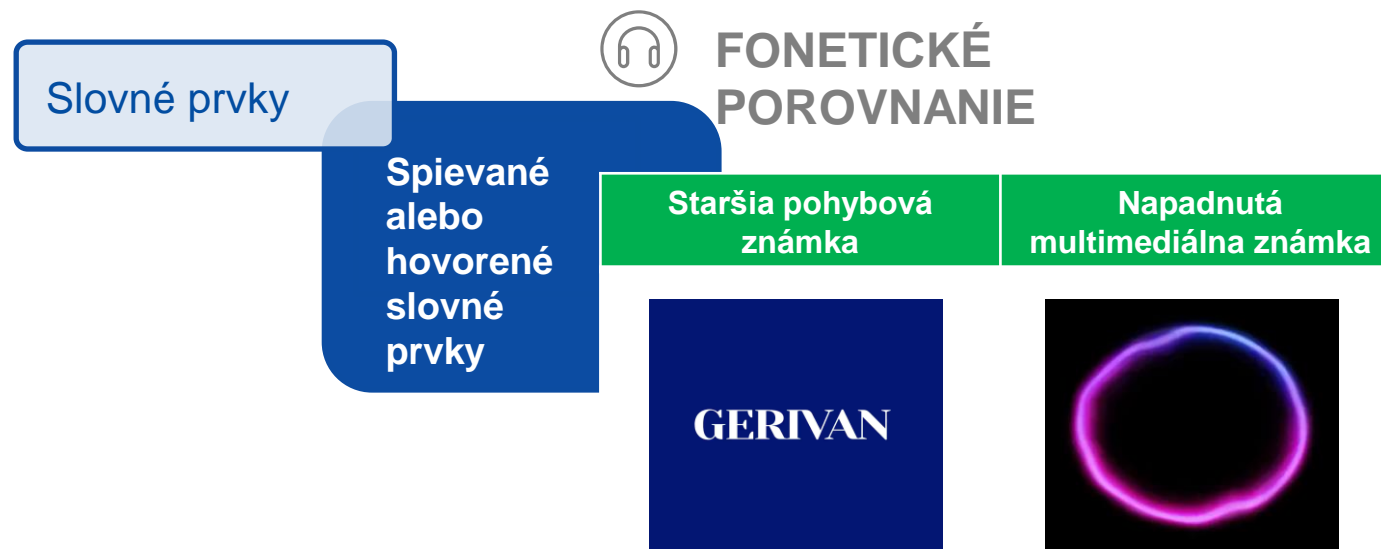 FONETICKÉ
POROVNANIE
Slovné prvky
Spievané
alebo
hovorené
slovné
prvky
Staršia pohybová
známka
Napadnutá
multimediálna známka
GERIVAN